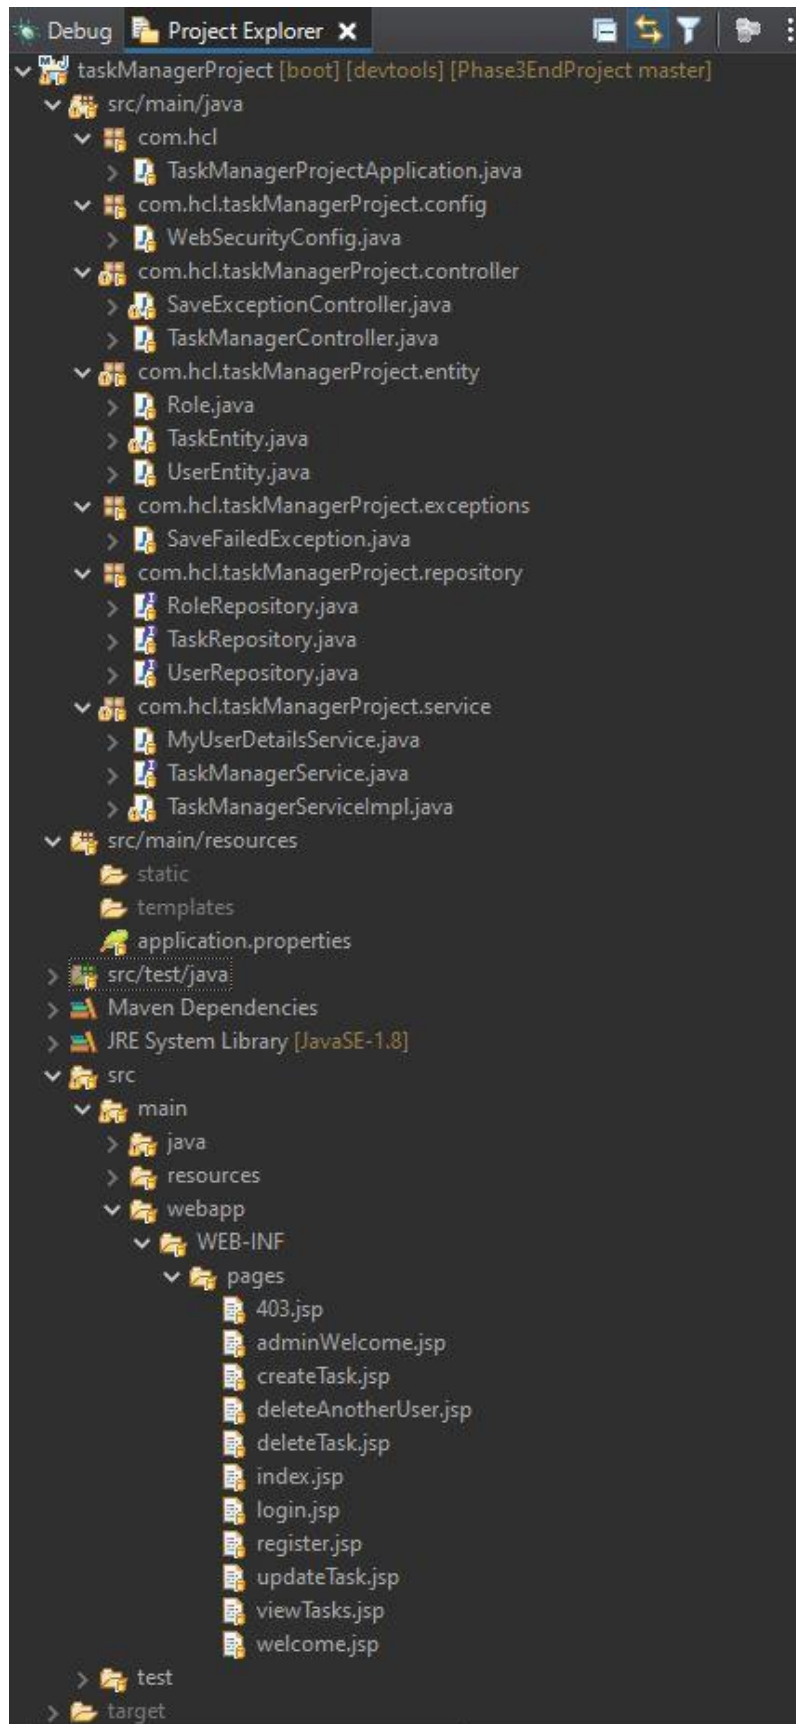 Debug Project Explorer
taskManagerProject [boot] [devtools] [Phase3EndProject master]
src/main/java
com.hcl
TaskManagerProjectApplication.java
com.hcl.taskManagerProject.config
WebSecurityConfig.java
com.hcl.taskManagerProject.controller
SaveExceptionController.java
TaskManagerController.java
com.hcl.taskManagerProject.entity
Role.java
TaskEntity.java
UserEntity.java
com.hcl.taskManagerProject.exceptions
SaveFailedException.java
com.hcl.taskManagerProject.repository
RoleRepository.java
TaskRepository.java
UserRepository.java
com.hcl.taskManagerProject.service
MyUserDetailsService.java
TaskManagerService.java
TaskManagerServiceImpl.java
src/main/resources
static
templates
application.properties
src/test/java
Maven Dependencies
JRE System Library [JavaSE-1.8]
src
main
java
resources
webapp
WEB-INF
pages
403.jsp
adminWelcome.jsp
createTask.jsp
deleteAnotherUser.jsp
deleteTask.jsp
index.jsp
login.jsp
register.jsp
updateTask.jsp
viewTasks.jsp
welcome.jsp
test
target